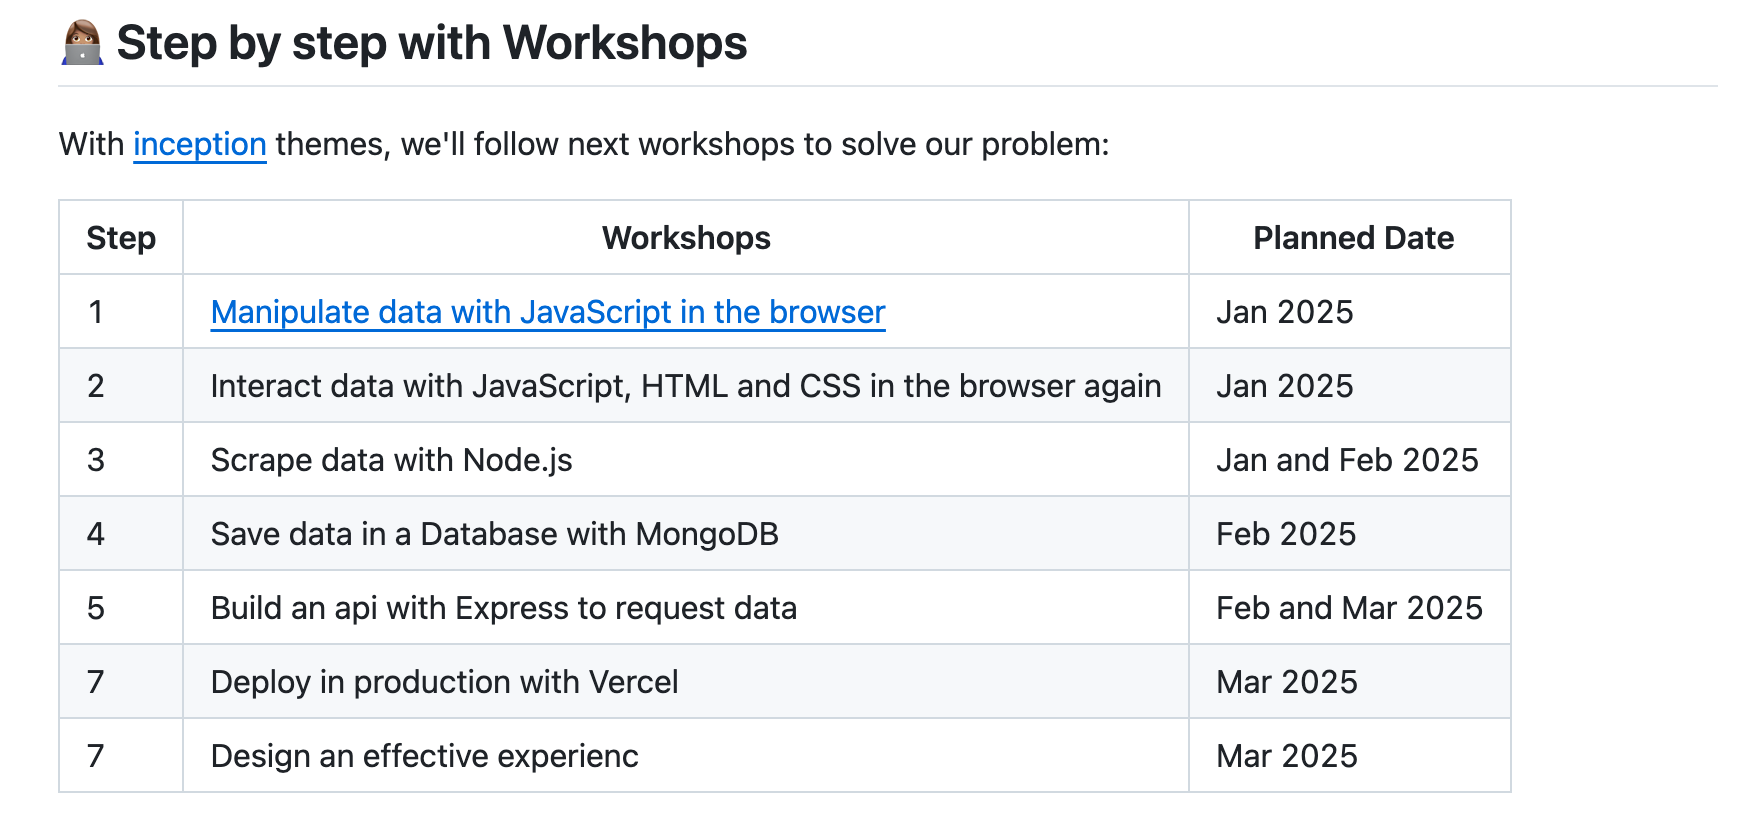 Step by step with Workshops
With inception themes, we'll follow next workshops to solve our problem:
Step Workshops Planned Date
1 Manipulate data with JavaScript in the browser Jan 2025
2 Interact data with JavaScript, HTML and CSS in the browser again Jan 2025
3 Scrape data with Node.js Jan and Feb 2025
4 Save data in a Database with MongoDB Feb 2025
5 Build an api with Express to request data Feb and Mar 2025
7 Deploy in production with Vercel Mar 2025
7 Design an effective experienc Mar 2025